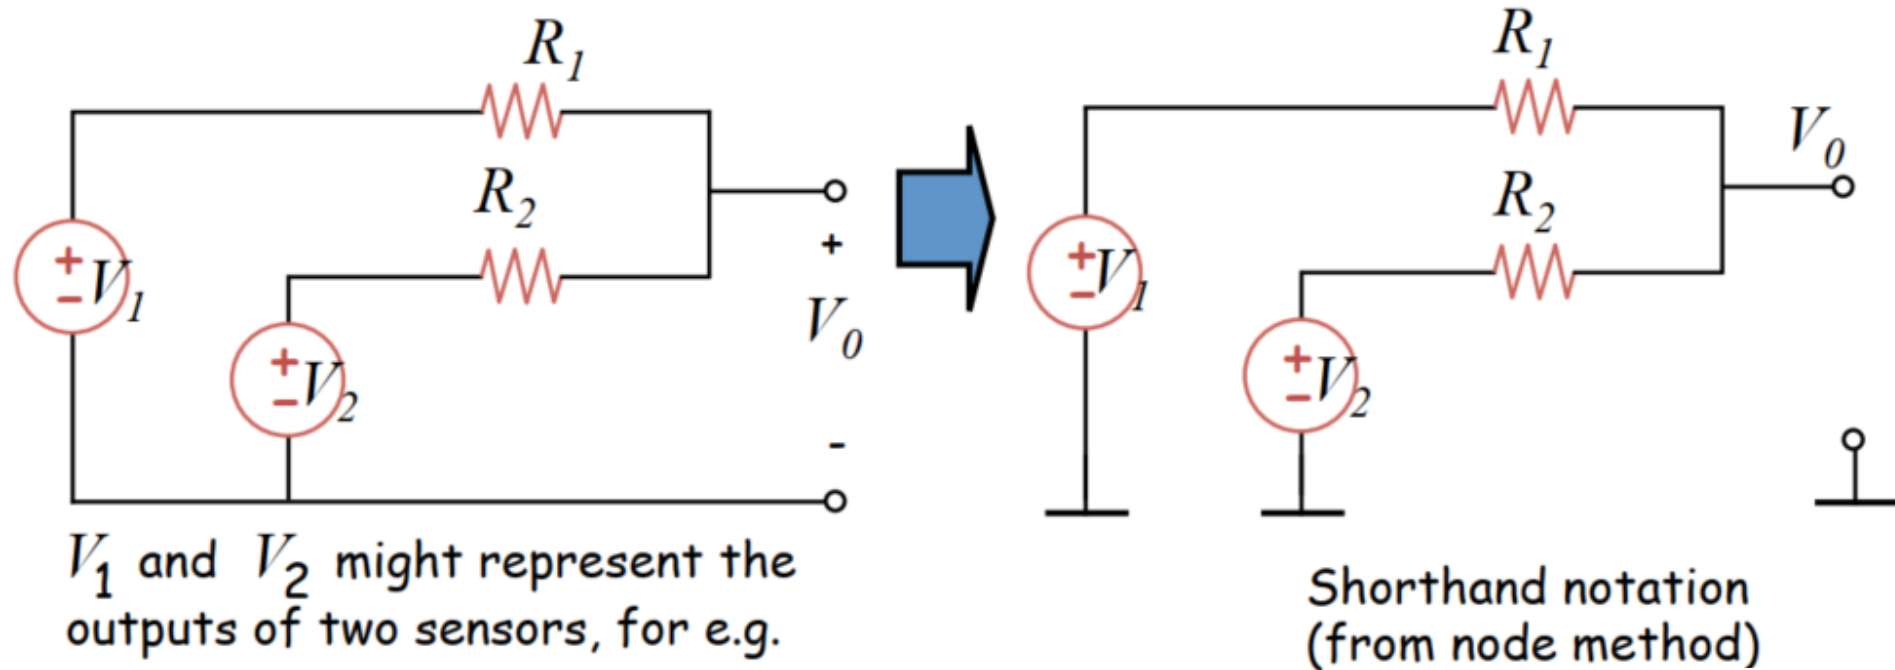 R₁
R₂
+
V₁
−
+
V₂
−
+
V₀
-
V₁ and V₂ might represent the
outputs of two sensors, for e.g.
R₁
V₀
R₂
+
V₁
−
+
V₂
−
Shorthand notation
(from node method)